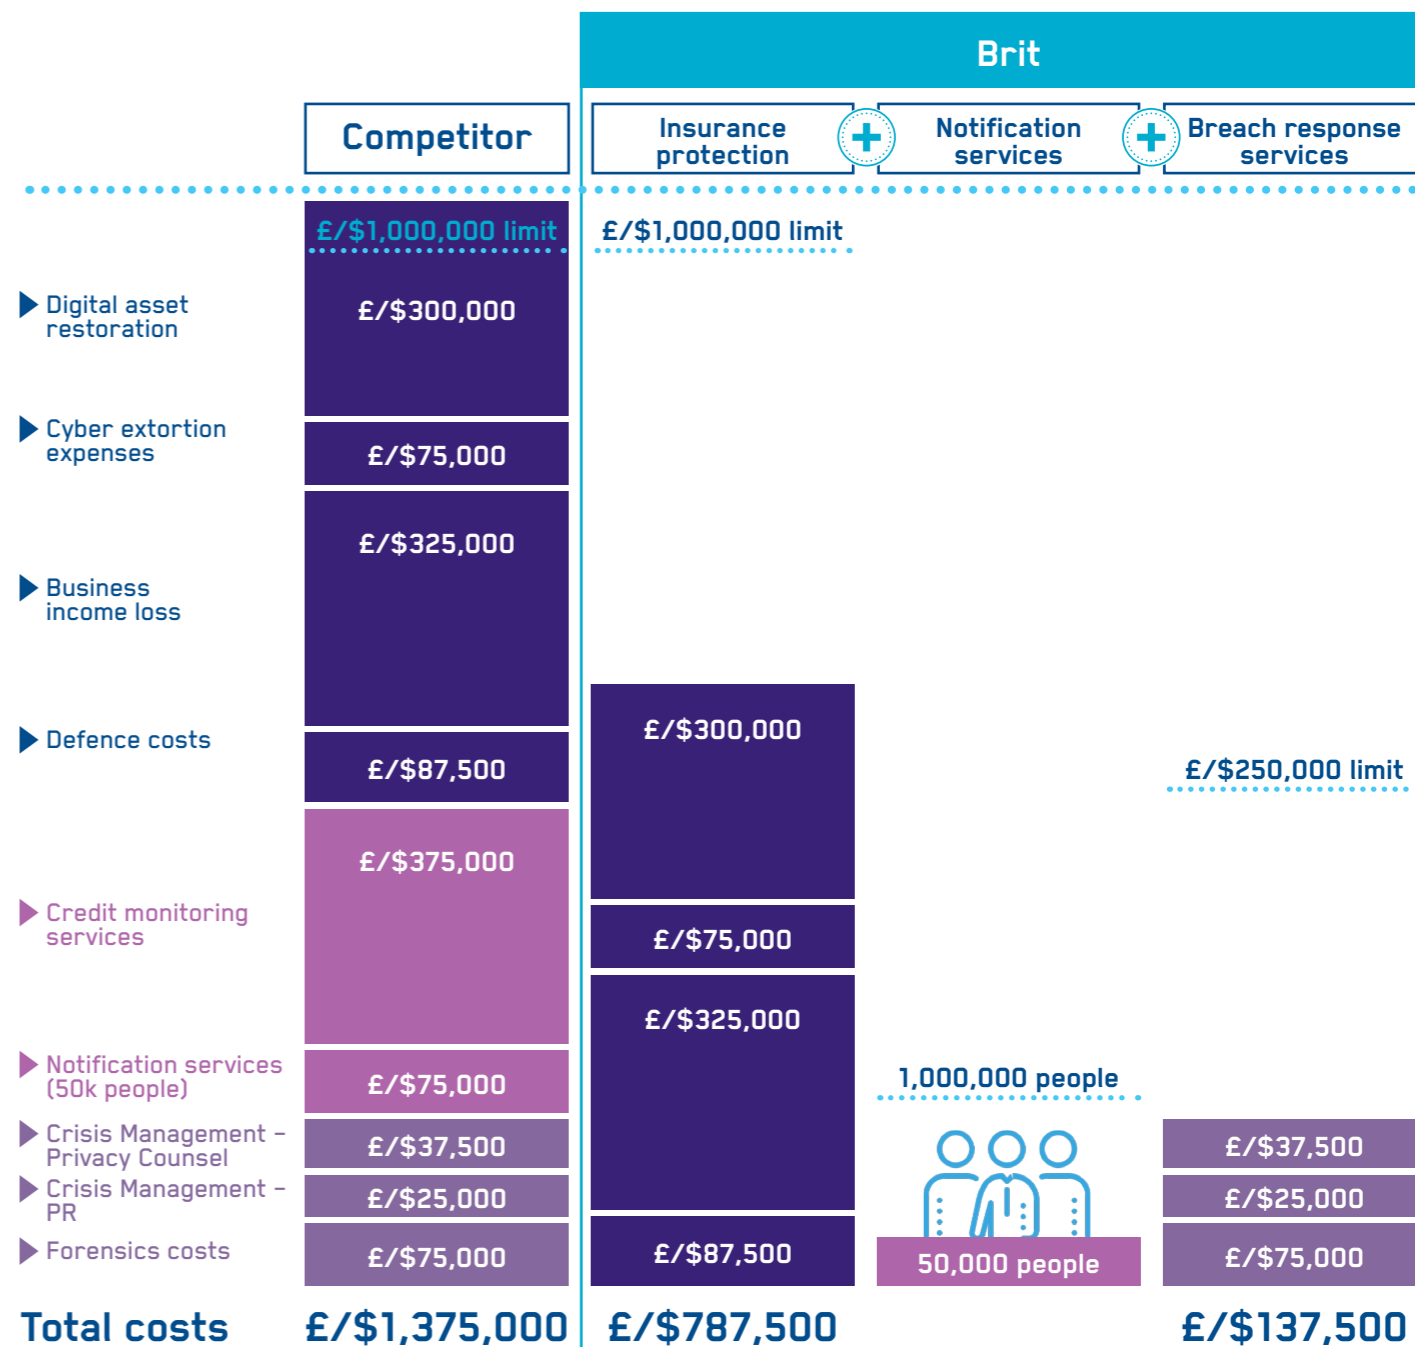 Brit
Competitor
Insurance
protection
Notification
services
Breach response
services
£/$1,000,000 limit
£/$1,000,000 limit
Digital asset
restoration
£/$300,000
Cyber extortion
expenses
£/$75,000
£/$325,000
Business
income loss
Defence costs
£/$87,500
£/$300,000
£/$250,000 limit
£/$375,000
Credit monitoring
services
£/$75,000
£/$325,000
Notification services
(50k people)
£/$75,000
1,000,000 people
Crisis Management –
Privacy Counsel
£/$37,500
£/$37,500
Crisis Management –
PR
£/$25,000
£/$25,000
Forensics costs
£/$75,000
£/$87,500
50,000 people
£/$75,000
Total costs
£/$1,375,000
£/$787,500
£/$137,500